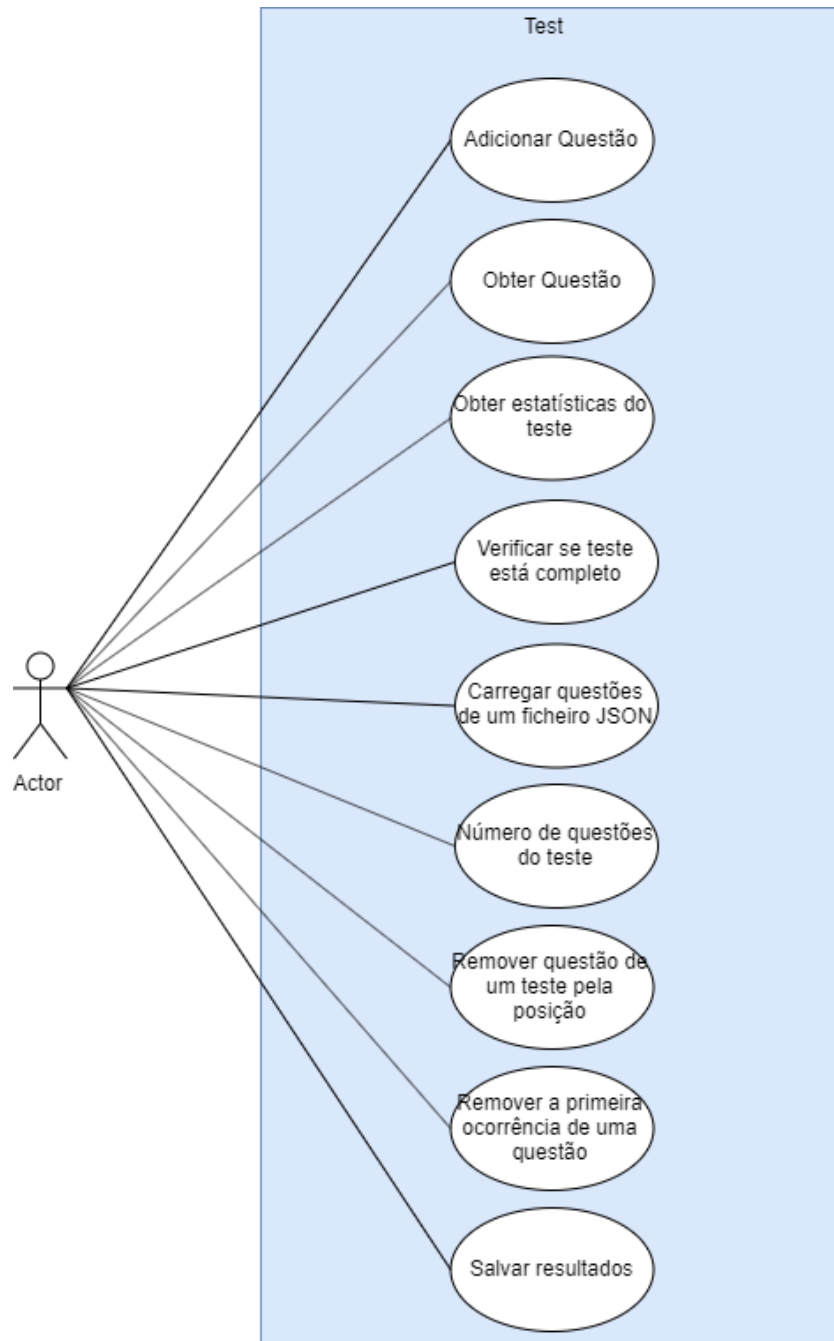 Test
Adicionar Questão
Obter Questão
Obter estatísticas do
teste
Verificar se teste
está completo
Carregar questões
de um ficheiro JSON
Actor
Número de questões
do teste
Remover questão de
um teste pela
posição
Remover a primeira
ocorrência de uma
questão
Salvar resultados